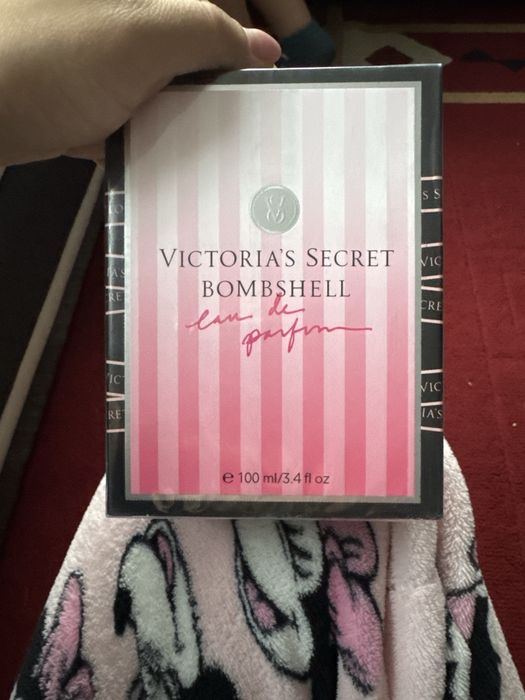 VICTORIA'S SECRET
BOMBSHELL
eau de
parfum
℮ 100 ml/3.4 fl oz